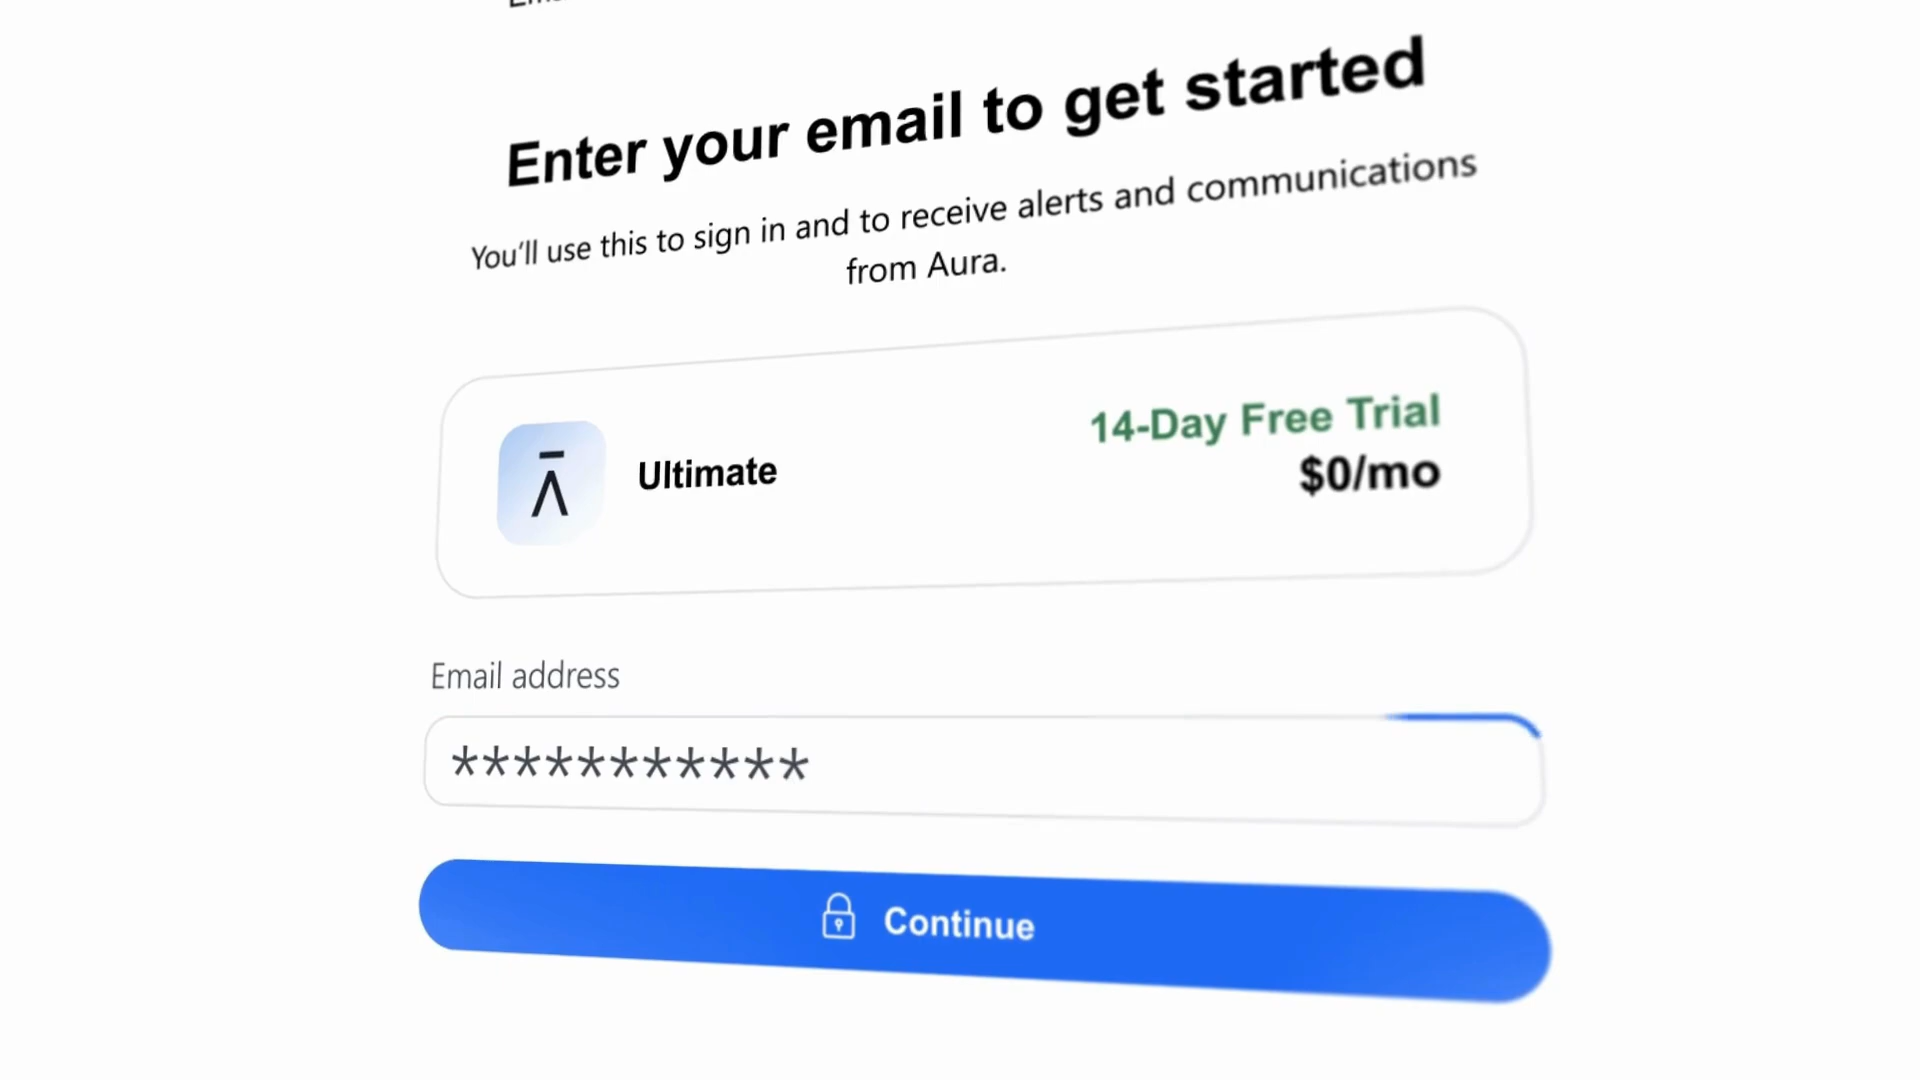 Enter your email to get started
You'll use this to sign in and to receive alerts and communications
from Aura.
Ultimate
14-Day Free Trial
$0/mo
Email address
***********
Continue